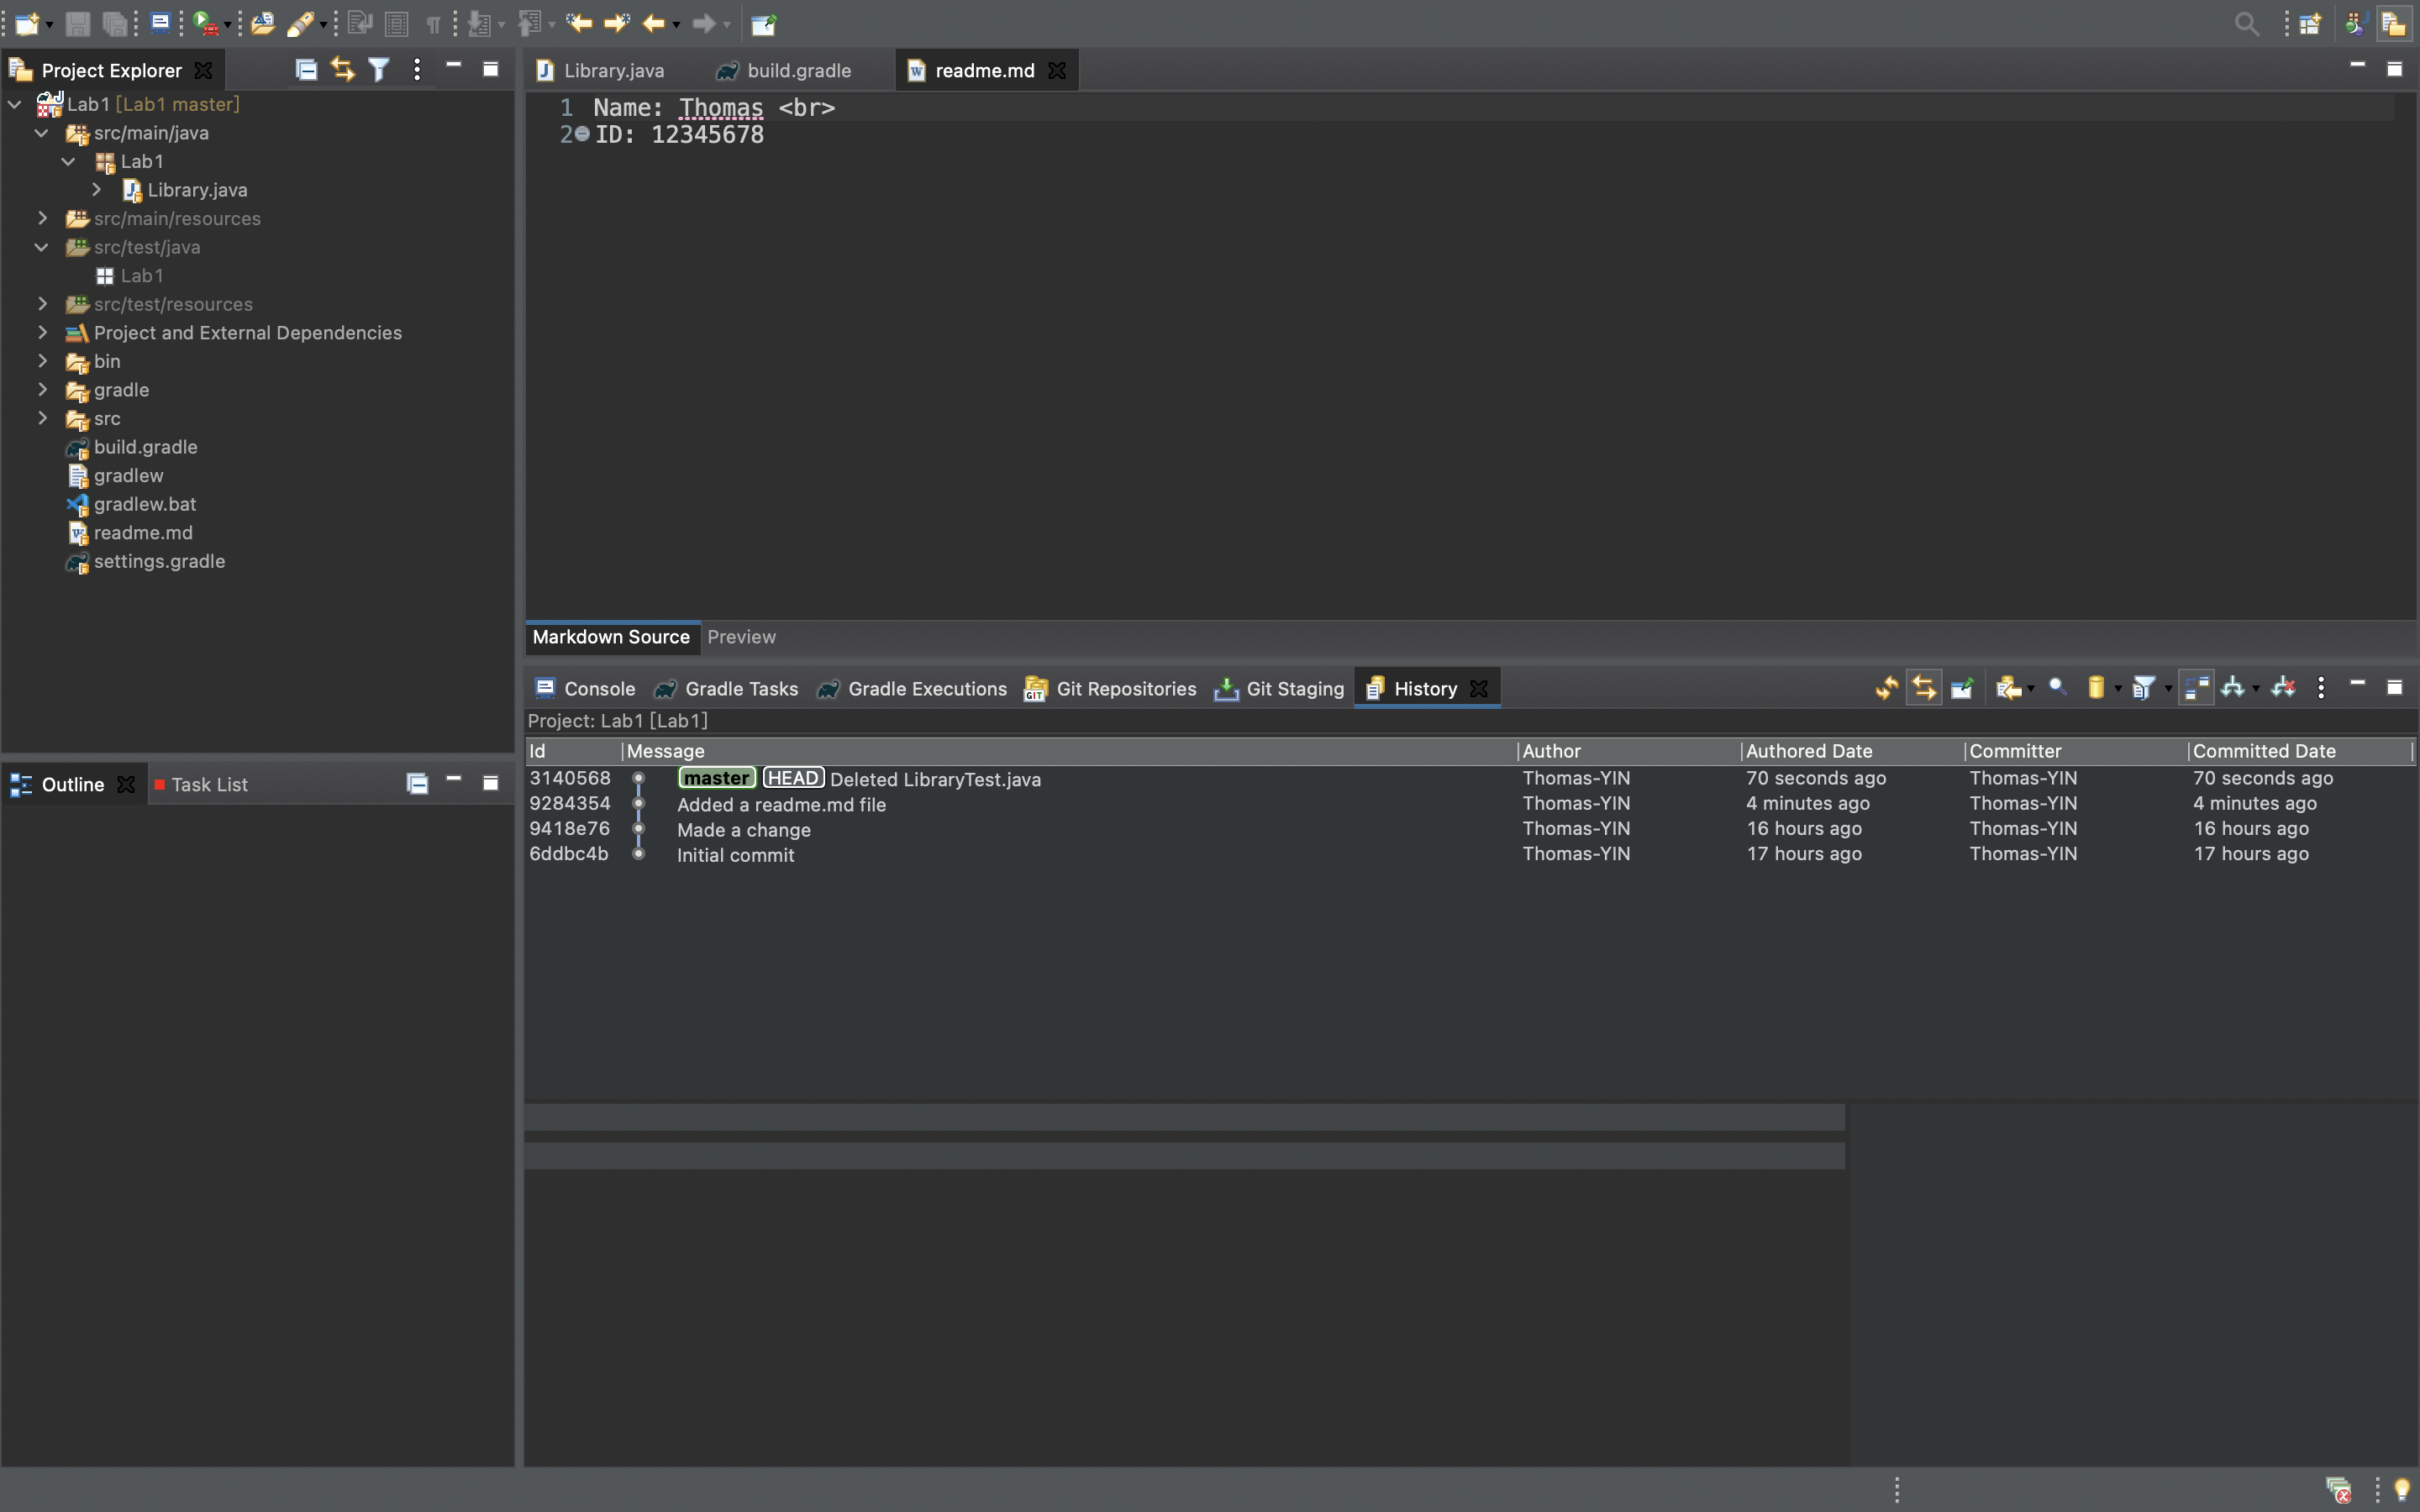 Project Explorer
Lab1 [Lab1 master]
src/main/java
Lab1
Library.java
src/main/resources
src/test/java
Lab1
src/test/resources
Project and External Dependencies
bin
gradle
src
build.gradle
gradlew
gradlew.bat
readme.md
settings.gradle
Outline Task List
Library.java build.gradle readme.md
1 Name: Thomas <br>
2 ID: 12345678
Markdown Source Preview
Console Gradle Tasks Gradle Executions Git Repositories Git Staging History
Project: Lab1 [Lab1]
Id Message Author Authored Date Committer Committed Date
3140568 master HEAD Deleted LibraryTest.java Thomas-YIN 70 seconds ago Thomas-YIN 70 seconds ago
9284354 Added a readme.md file Thomas-YIN 4 minutes ago Thomas-YIN 4 minutes ago
9418e76 Made a change Thomas-YIN 16 hours ago Thomas-YIN 16 hours ago
6ddbc4b Initial commit Thomas-YIN 17 hours ago Thomas-YIN 17 hours ago